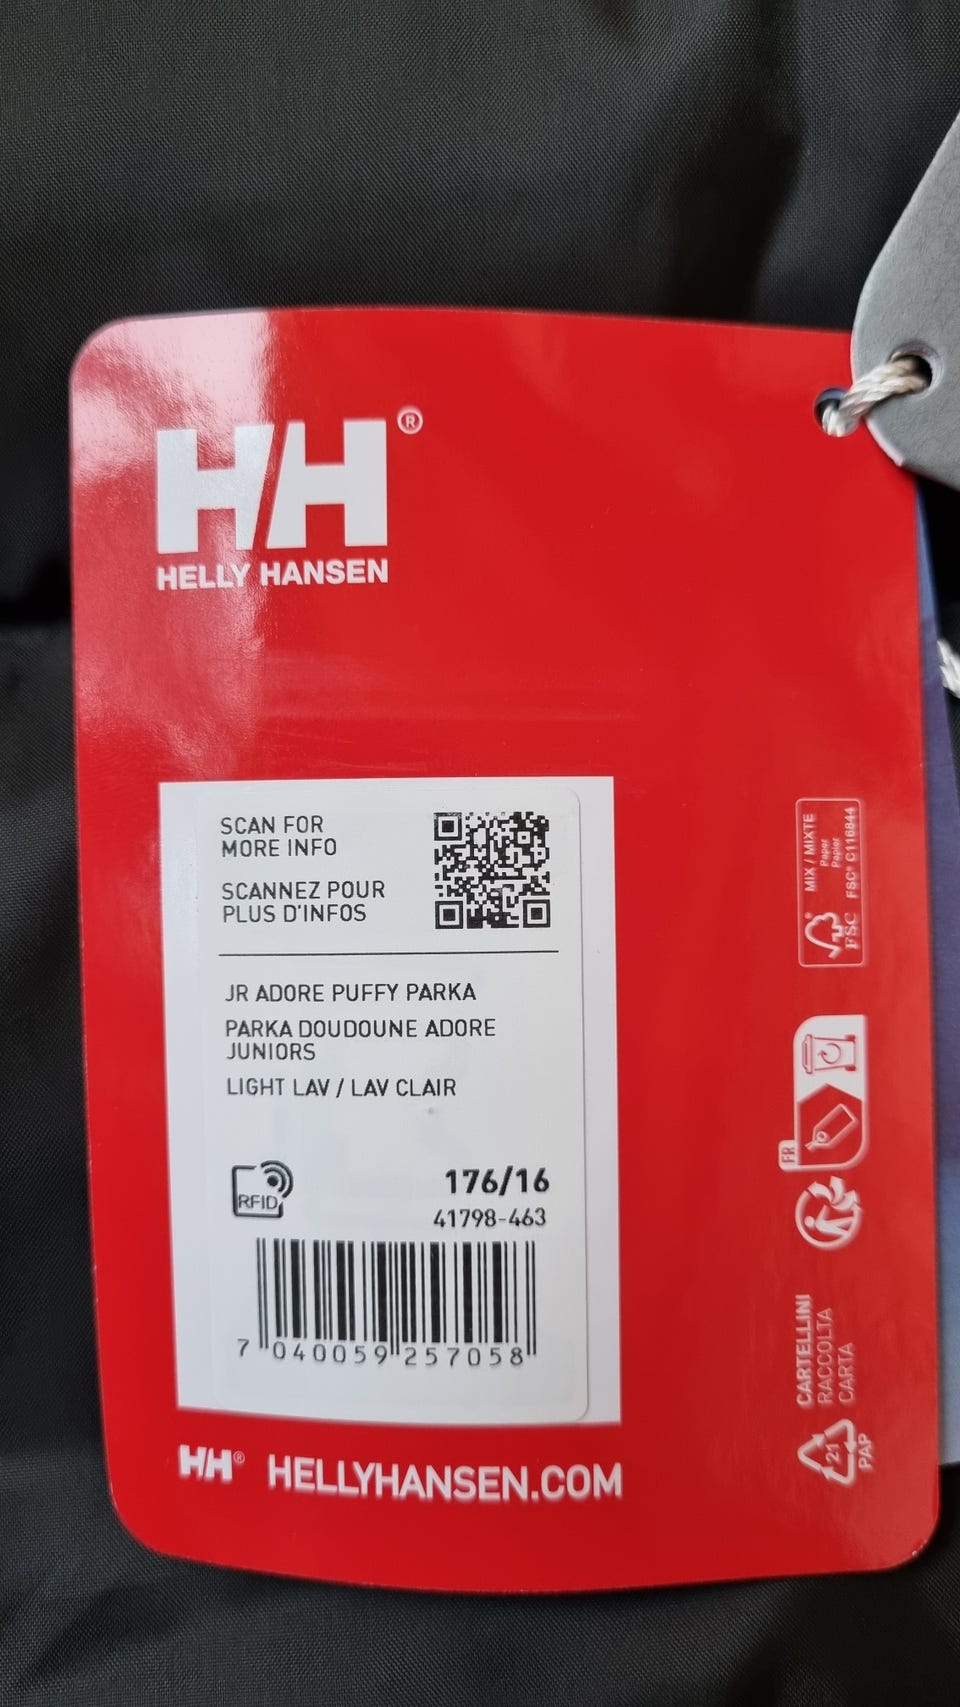 HH®
HELLY HANSEN
SCAN FOR
MORE INFO
SCANNEZ POUR
PLUS D'INFOS
JR ADORE PUFFY PARKA
PARKA DOUDOUNE ADORE
JUNIORS
LIGHT LAV / LAV CLAIR
RFID
176/16
41798-463
7 040059 257058
HH® HELLYHANSEN.COM
MIX / MIXTE
Paper
Papier
FSC® C116844
FSC
FR
CARTELLINI
RACCOLTA
CARTA
21
PAP